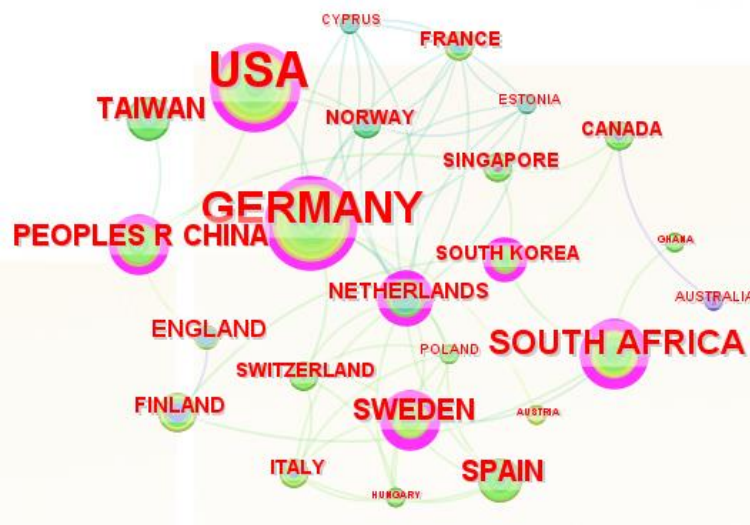 CYPRUS
FRANCE
USA
ESTONIA
TAIWAN
NORWAY
CANADA
SINGAPORE
GERMANY
PEOPLES R CHINA
GHANA
SOUTH KOREA
NETHERLANDS
AUSTRALIA
ENGLAND
SOUTH AFRICA
POLAND
SWITZERLAND
FINLAND
SWEDEN
AUSTRIA
ITALY
SPAIN
HUNGARY